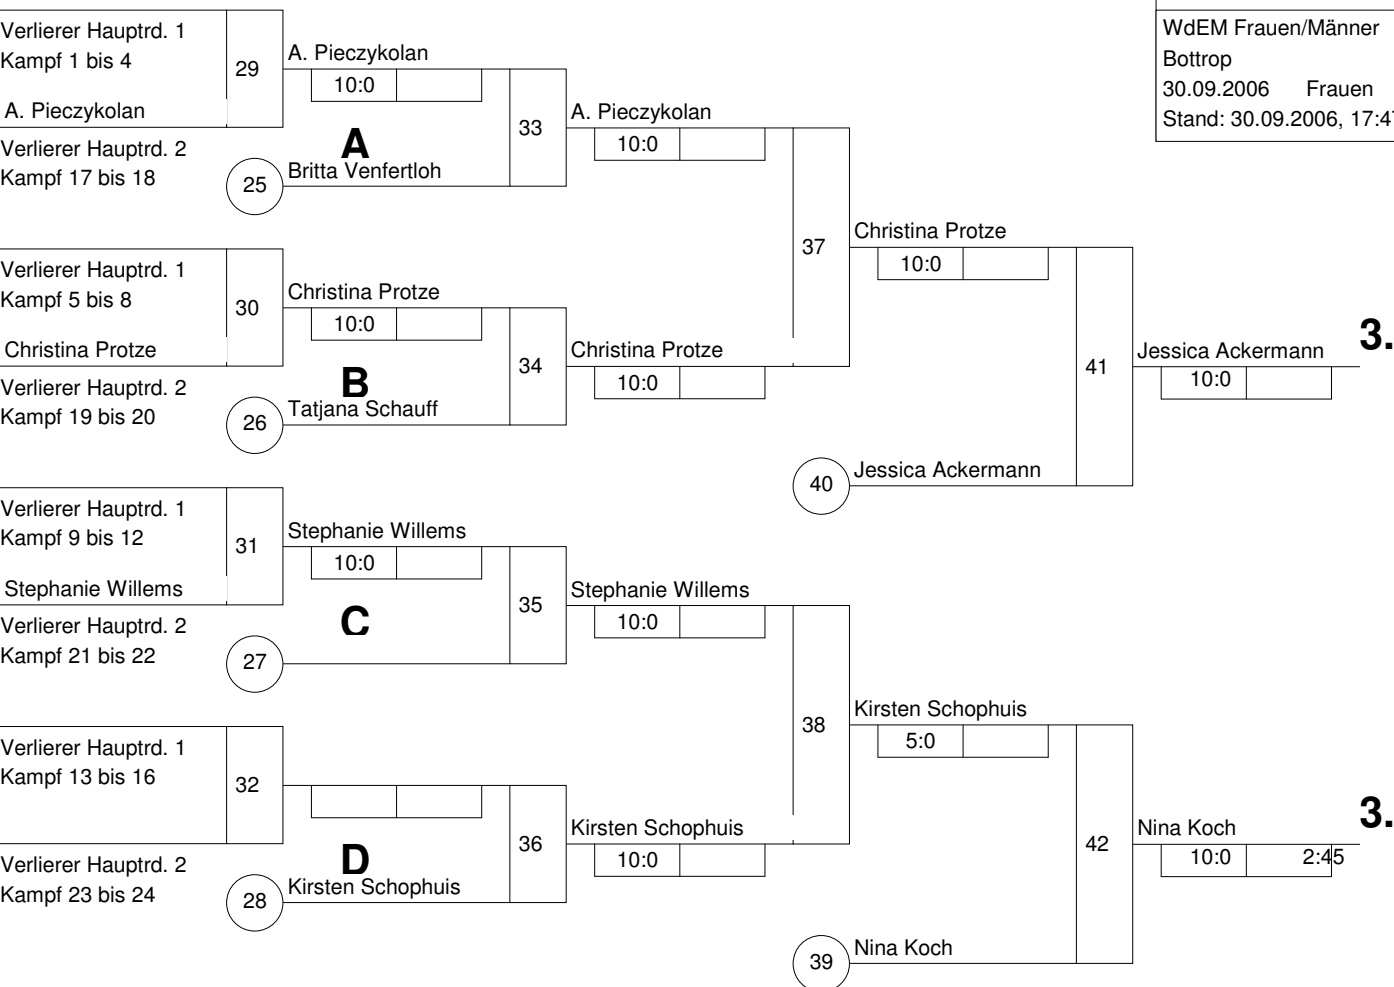 WdEM Frauen/Männer
Bottrop
30.09.2006 Frauen
Stand: 30.09.2006, 17:47
Verlierer Hauptrd. 1
Kampf 1 bis 4
29
A. Pieczykolan
10:0
A. Pieczykolan
33
A. Pieczykolan
10:0
A
Verlierer Hauptrd. 2
Kampf 17 bis 18
25
Britta Venfertloh
37
Christina Protze
10:0
Verlierer Hauptrd. 1
Kampf 5 bis 8
30
Christina Protze
10:0
Christina Protze
34
Christina Protze
10:0
B
Verlierer Hauptrd. 2
Kampf 19 bis 20
26
Tatjana Schauff
41
Jessica Ackermann
10:0
3.
40
Jessica Ackermann
Verlierer Hauptrd. 1
Kampf 9 bis 12
31
Stephanie Willems
10:0
Stephanie Willems
35
Stephanie Willems
10:0
C
Verlierer Hauptrd. 2
Kampf 21 bis 22
27
38
Kirsten Schophuis
5:0
Verlierer Hauptrd. 1
Kampf 13 bis 16
32
36
Kirsten Schophuis
10:0
D
Verlierer Hauptrd. 2
Kampf 23 bis 24
28
Kirsten Schophuis
42
Nina Koch
10:0 2:45
3.
39
Nina Koch